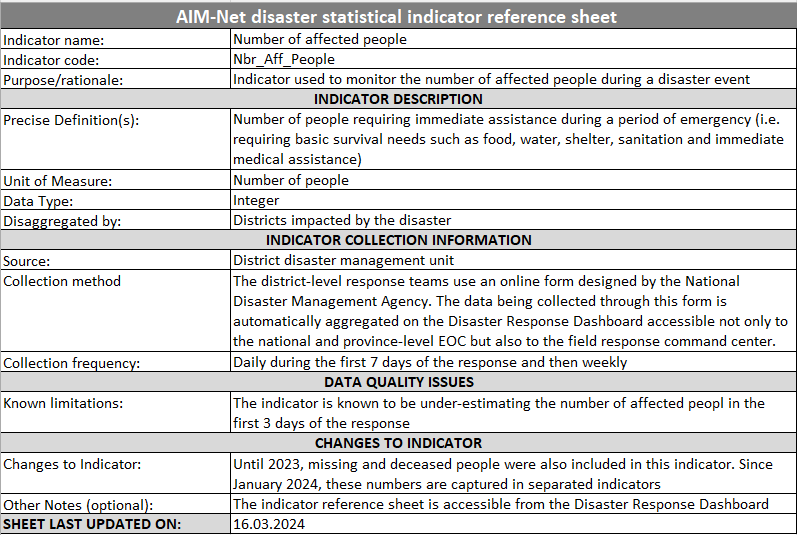 AIM-Net disaster statistical indicator reference sheet
Indicator name: Number of affected people
Indicator code: Nbr_Aff_People
Purpose/rationale: Indicator used to monitor the number of affected people during a disaster event
INDICATOR DESCRIPTION
Precise Definition(s): Number of people requiring immediate assistance during a period of emergency (i.e.
requiring basic survival needs such as food, water, shelter, sanitation and immediate
medical assistance)
Unit of Measure: Number of people
Data Type: Integer
Disaggregated by: Districts impacted by the disaster
INDICATOR COLLECTION INFORMATION
Source: District disaster management unit
Collection method The district-level response teams use an online form designed by the National
Disaster Management Agency. The data being collected through this form is
automatically aggregated on the Disaster Response Dashboard accessible not only to
the national and province-level EOC but also to the field response command center.
Collection frequency: Daily during the first 7 days of the response and then weekly
DATA QUALITY ISSUES
Known limitations: The indicator is known to be under-estimating the number of affected peopl in the
first 3 days of the response
CHANGES TO INDICATOR
Changes to Indicator: Until 2023, missing and deceased people were also included in this indicator. Since
January 2024, these numbers are captured in separated indicators
Other Notes (optional): The indicator reference sheet is accessible from the Disaster Response Dashboard
SHEET LAST UPDATED ON: 16.03.2024